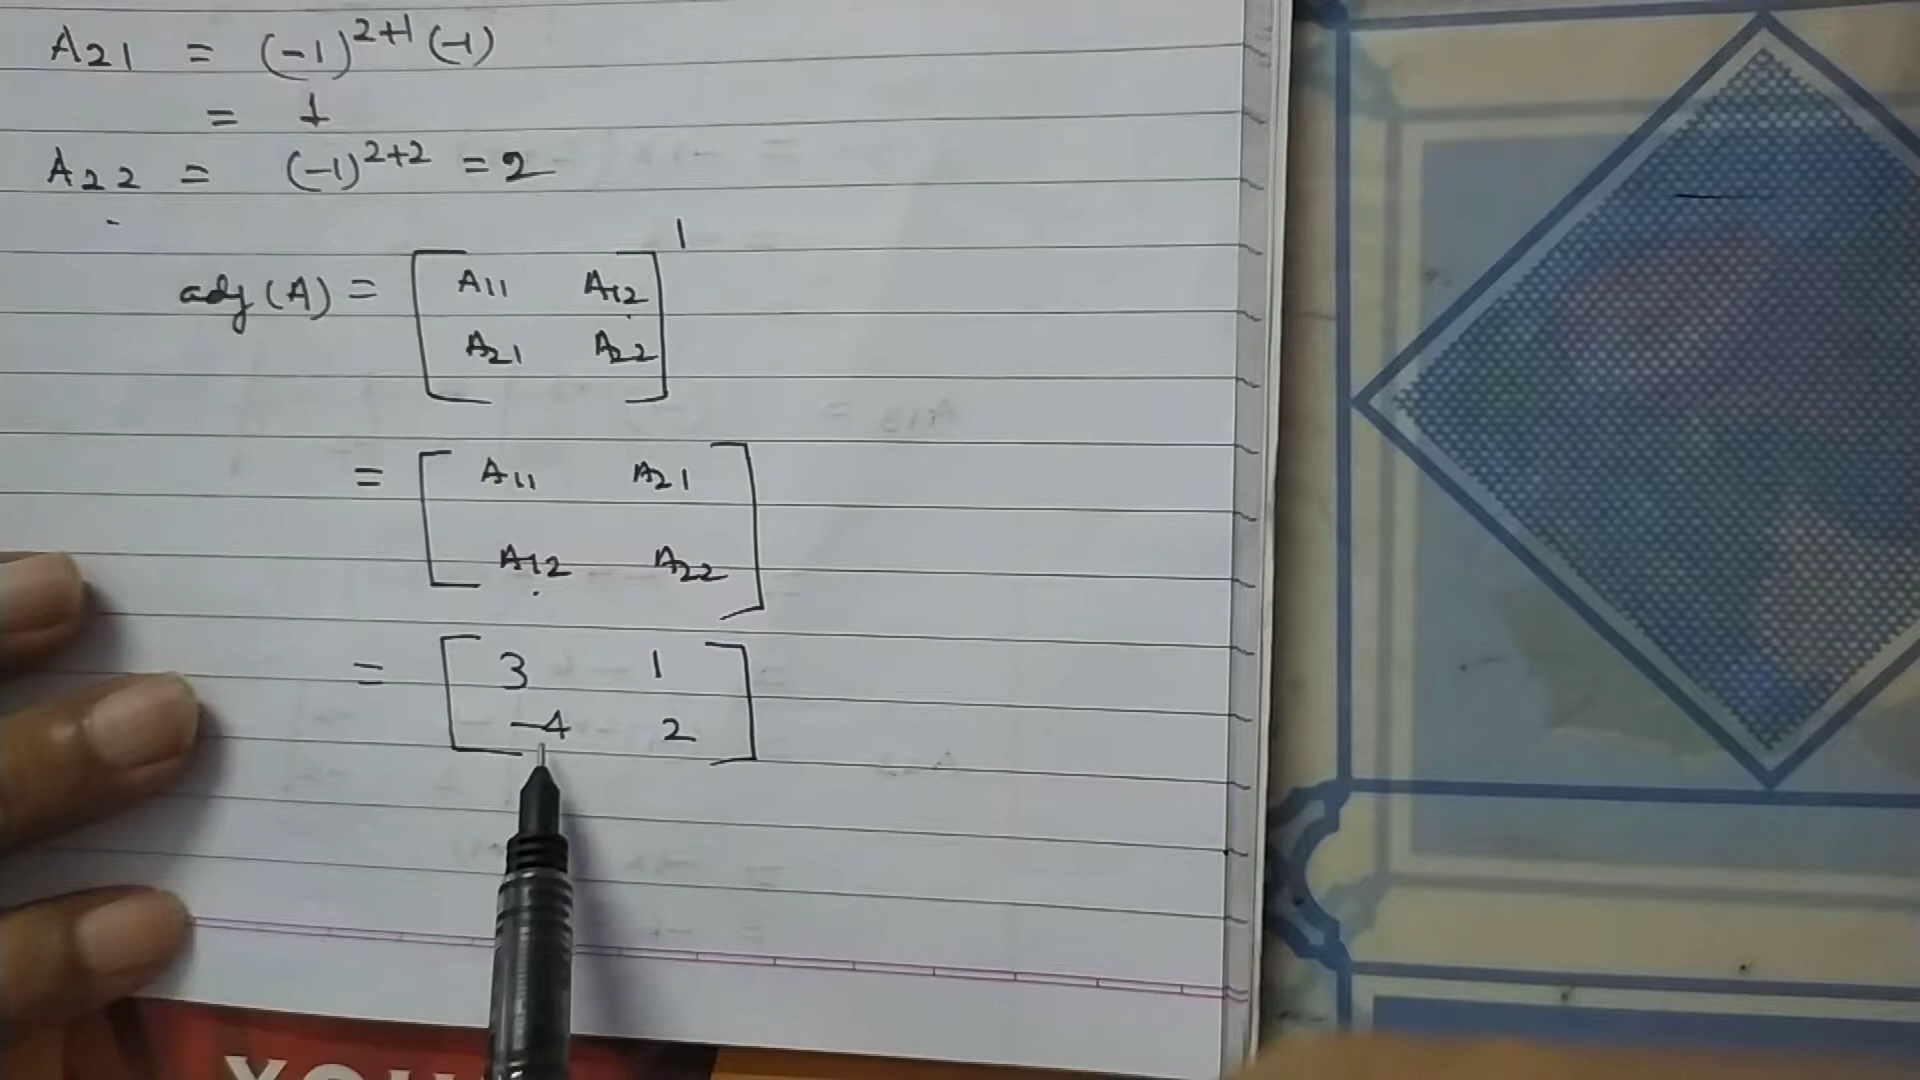 A21 = (-1)^2+1 (-1)
= 1
A22 = (-1)^2+2 = 2
adj (A) = [ A11 A12
A21 A22 ]'
= [ A11 A21
A12 A22 ]
= [ 3 1
-4 2 ]